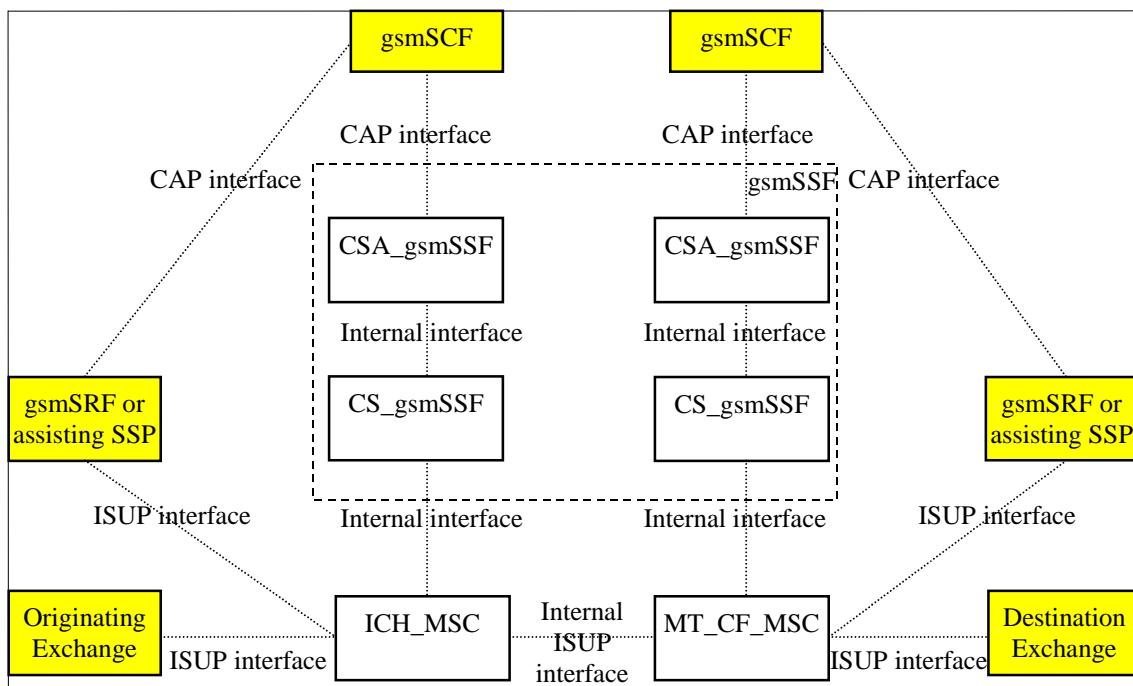 gsmSCF
gsmSCF
CAP interface
CAP interface
CAP interface
gsmSSF
CAP interface
CSA_gsmSSF
CSA_gsmSSF
Internal interface
Internal interface
gsmSRF or
assisting SSP
CS_gsmSSF
CS_gsmSSF
gsmSRF or
assisting SSP
ISUP interface
Internal interface
Internal interface
ISUP interface
Originating
Exchange
ISUP interface
ICH_MSC
Internal
ISUP
interface
MT_CF_MSC
ISUP interface
Destination
Exchange